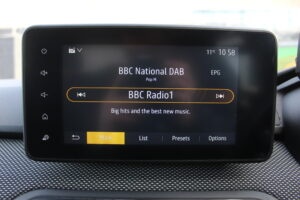 11° 10:58
BBC National DAB
Pop M
EPG
BBC Radio1
Big hits and the best new music.
List Presets Options